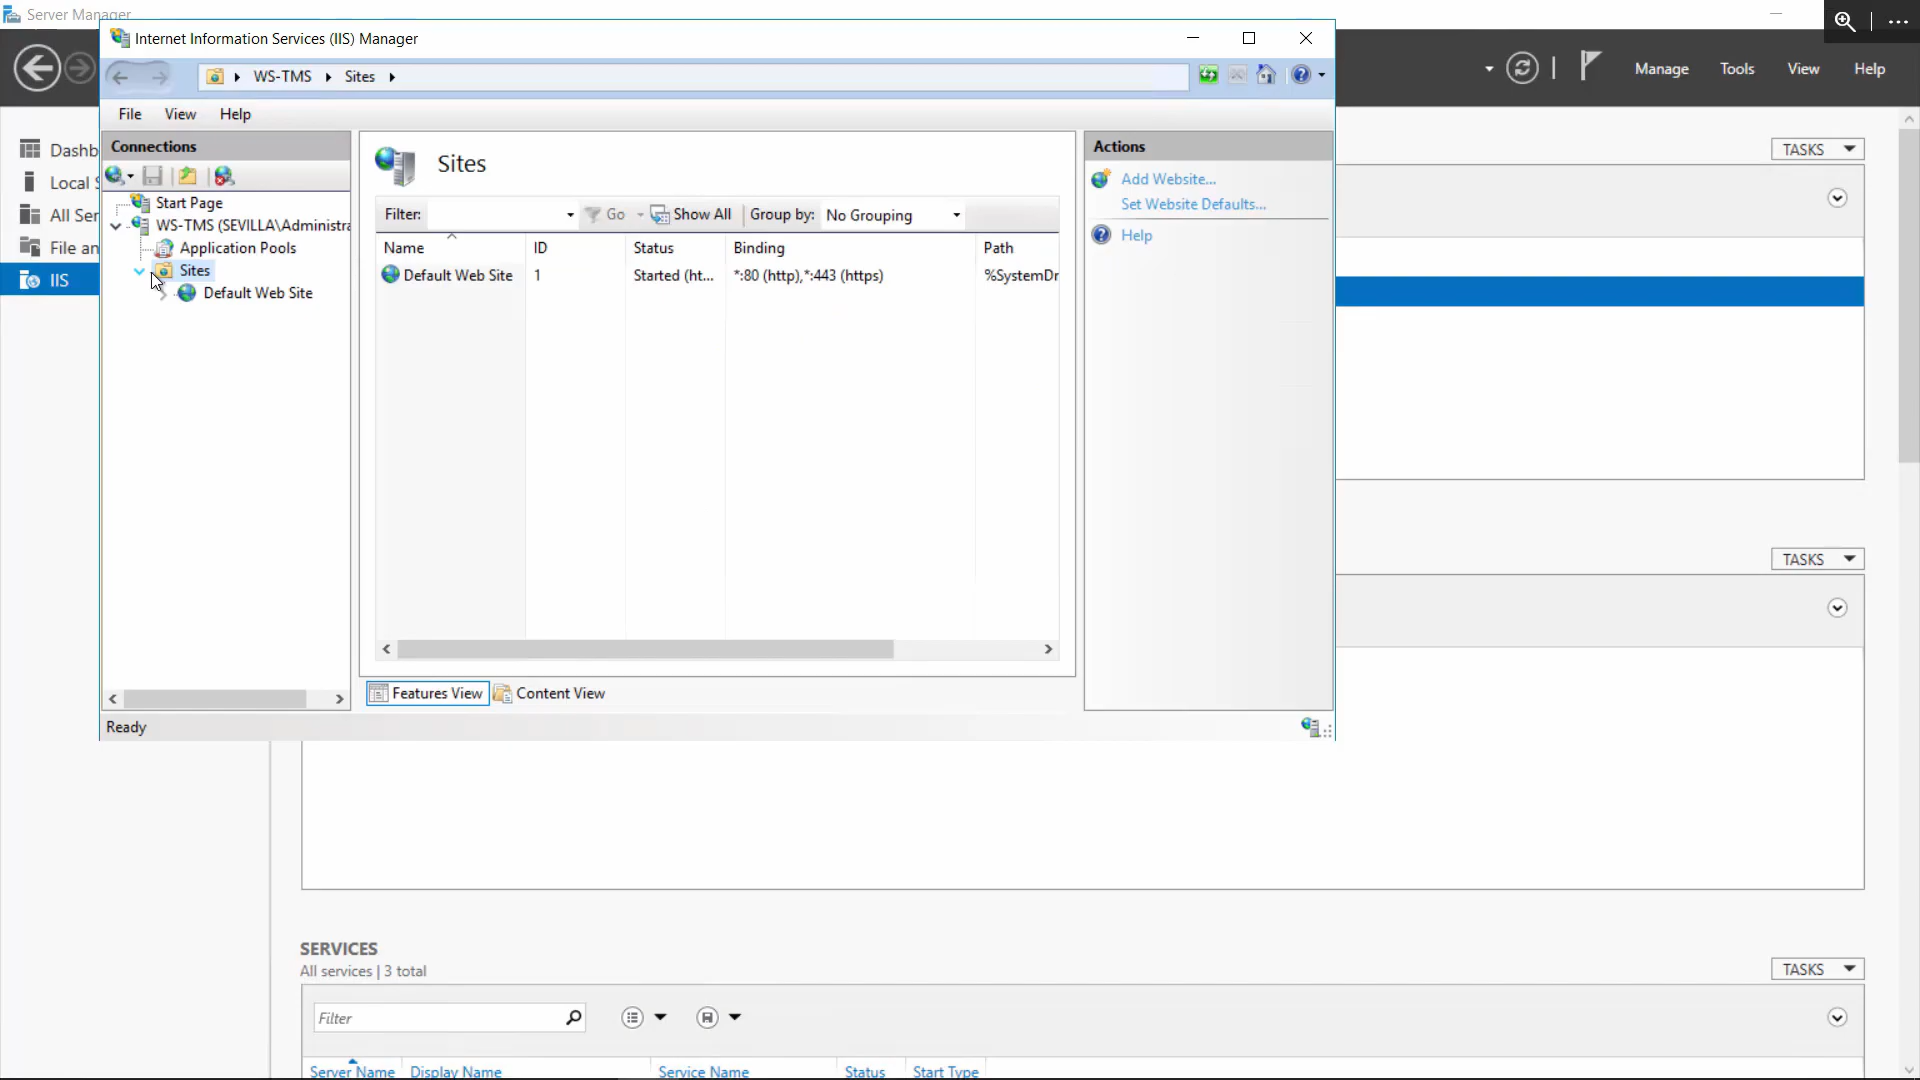 Server Manager
Internet Information Services (IIS) Manager
WS-TMS
Sites
Manage
Tools
View
Help
File
View
Help
Dashb
Local S
All Ser
File an
IIS
Connections
Start Page
WS-TMS (SEVILLA\Administra
Application Pools
Sites
Default Web Site
Sites
Filter:
Go
Show All
Group by:
No Grouping
Name
ID
Status
Binding
Path
Default Web Site
1
Started (ht...
*:80 (http),*:443 (https)
%SystemDr
Features View
Content View
Actions
Add Website...
Set Website Defaults...
Help
Ready
TASKS
TASKS
SERVICES
All services | 3 total
TASKS
Filter
Server Name
Display Name
Service Name
Status
Start Type